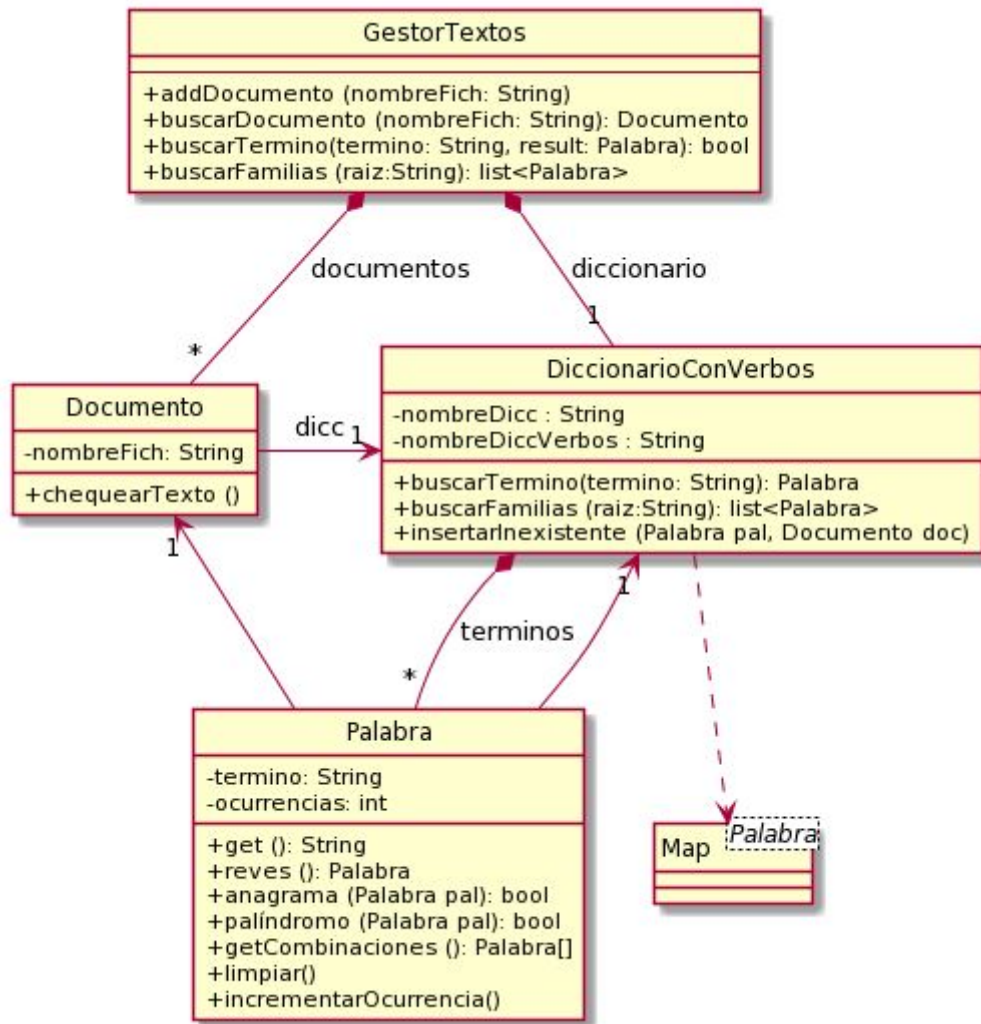 GestorTextos
+addDocumento (nombreFich: String)
+buscarDocumento (nombreFich: String): Documento
+buscarTermino(termino: String, result: Palabra): bool
+buscarFamilias (raiz:String): list<Palabra>
documentos
diccionario
*
1
Documento
-nombreFich: String
+chequearTexto ()
dicc
1
DiccionarioConVerbos
-nombreDicc : String
-nombreDiccVerbos : String
+buscarTermino(termino: String): Palabra
+buscarFamilias (raiz:String): list<Palabra>
+insertarInexistente (Palabra pal, Documento doc)
1
1
terminos
*
Palabra
-termino: String
-ocurrencias: int
+get (): String
+reves (): Palabra
+anagrama (Palabra pal): bool
+palíndromo (Palabra pal): bool
+getCombinaciones (): Palabra[]
+limpiar()
+incrementarOcurrencia()
Map
Palabra